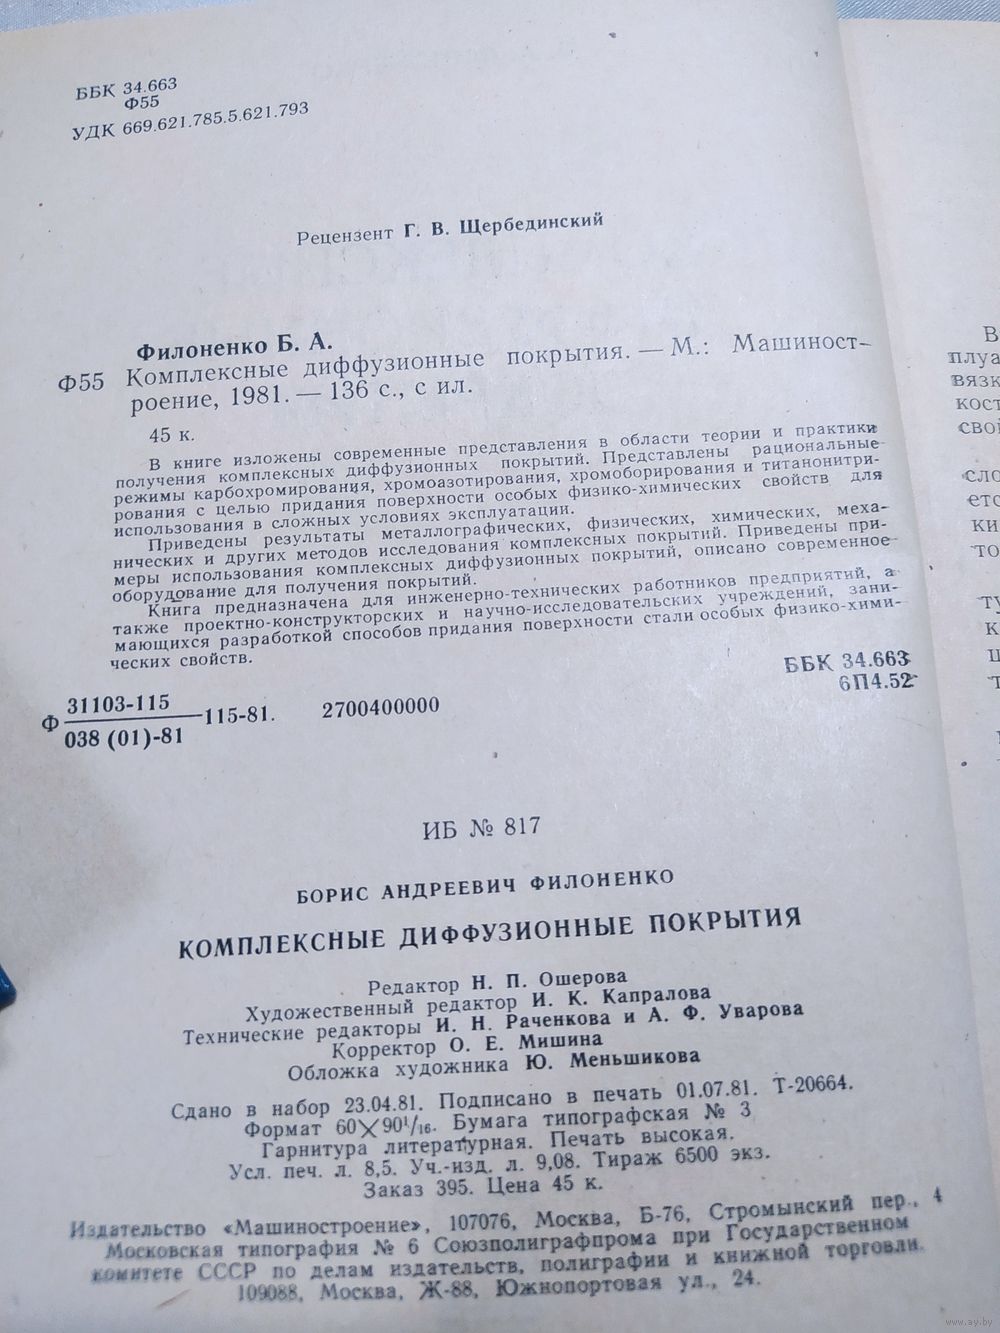 ББК 34.663
Ф55
УДК 669.621.785.5.621.793
Рецензент Г. В. Щербединский
Филоненко Б. А.
Ф55 Комплексные диффузионные покрытия. — М.: Машиност-
роение, 1981. — 136 с., с ил.
45 к.
В книге изложены современные представления в области теории и практики
получения комплексных диффузионных покрытий. Представлены рациональные
режимы карбохромирования, хромоазотирования, хромоборирования и титанонитри-
рования с целью придания поверхности особых физико-химических свойств для
использования в сложных условиях эксплуатации.
Приведены результаты металлографических, физических, химических, меха-
нических и других методов исследования комплексных покрытий. Приведены при-
меры использования комплексных диффузионных покрытий, описано современное
оборудование для получения покрытий.
Книга предназначена для инженерно-технических работников предприятий, а
также проектно-конструкторских и научно-исследовательских учреждений, зани-
мающихся разработкой способов придания поверхности стали особых физико-хими-
ческих свойств.
ББК 34.663
6П4.52
Ф 31103-115
038 (01)-81 115-81. 2700400000
ИБ № 817
БОРИС АНДРЕЕВИЧ ФИЛОНЕНКО
КОМПЛЕКСНЫЕ ДИФФУЗИОННЫЕ ПОКРЫТИЯ
Редактор Н. П. Ошерова
Художественный редактор И. К. Капралова
Технические редакторы И. Н. Раченкова и А. Ф. Уварова
Корректор О. Е. Мишина
Обложка художника Ю. Меньшикова
Сдано в набор 23.04.81. Подписано в печать 01.07.81. Т-20664.
Формат 60×90¹/₁₆. Бумага типографская № 3
Гарнитура литературная. Печать высокая.
Усл. печ. л. 8,5. Уч.-изд. л. 9,08. Тираж 6500 экз.
Заказ 395. Цена 45 к.
Издательство «Машиностроение», 107076, Москва, Б-76, Стромынский пер., 4
Московская типография № 6 Союзполиграфпрома при Государственном
комитете СССР по делам издательств, полиграфии и книжной торговли.
109088, Москва, Ж-88, Южнопортовая ул., 24.
www.ay.by